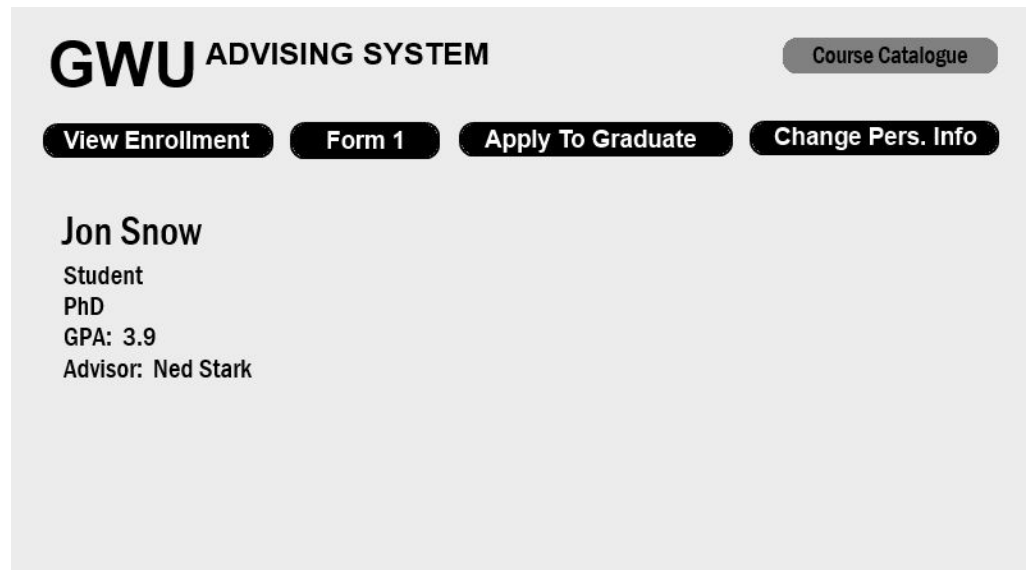 GWU ADVISING SYSTEM
Course Catalogue
View Enrollment
Form 1
Apply To Graduate
Change Pers. Info
Jon Snow
Student
PhD
GPA: 3.9
Advisor: Ned Stark